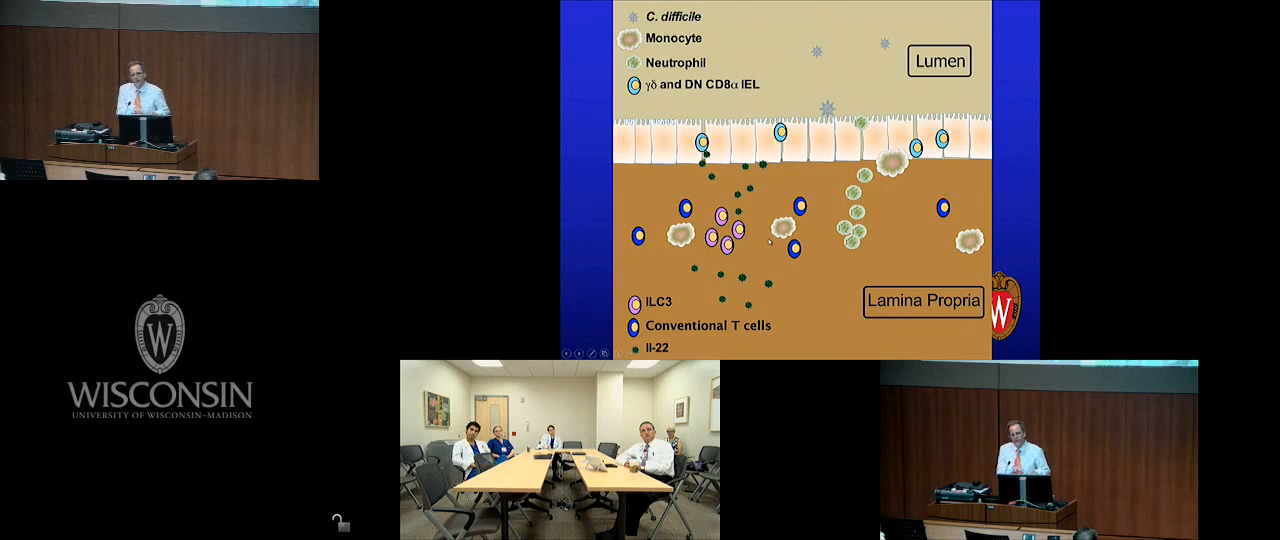 C. difficile
Monocyte
Neutrophil
γδ and DN CD8α IEL
Lumen
ILC3
Conventional T cells
Il-22
Lamina Propria
W
W
WISCONSIN
UNIVERSITY OF WISCONSIN–MADISON